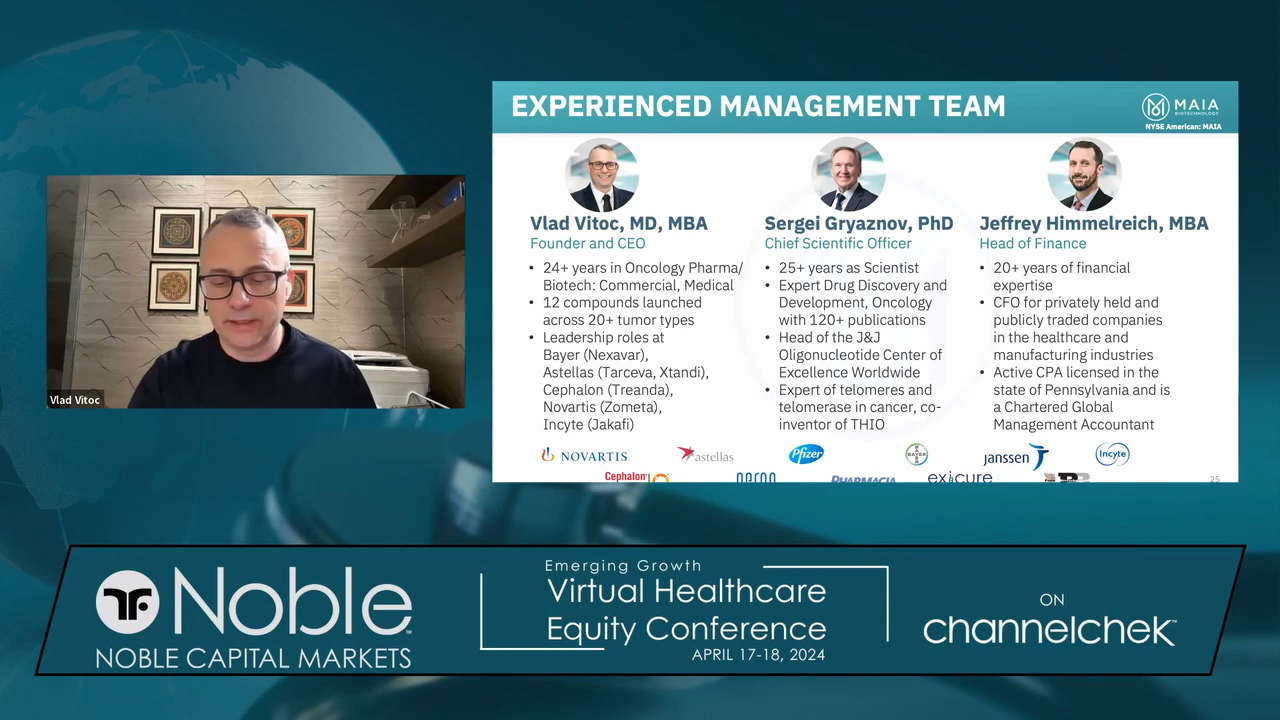 EXPERIENCED MANAGEMENT TEAM
MAIA
BIOTECHNOLOGY
NYSE American: MAIA
Vlad Vitoc, MD, MBA
Founder and CEO
• 24+ years in Oncology Pharma/
Biotech: Commercial, Medical
• 12 compounds launched
across 20+ tumor types
• Leadership roles at
Bayer (Nexavar),
Astellas (Tarceva, Xtandi),
Cephalon (Treanda),
Novartis (Zometa),
Incyte (Jakafi)
Sergei Gryaznov, PhD
Chief Scientific Officer
• 25+ years as Scientist
• Expert Drug Discovery and
Development, Oncology
with 120+ publications
• Head of the J&J
Oligonucleotide Center of
Excellence Worldwide
• Expert of telomeres and
telomerase in cancer, co-
inventor of THIO
Jeffrey Himmelreich, MBA
Head of Finance
• 20+ years of financial
expertise
• CFO for privately held and
publicly traded companies
in the healthcare and
manufacturing industries
• Active CPA licensed in the
state of Pennsylvania and is
a Chartered Global
Management Accountant
NOVARTIS
astellas
Pfizer
BAYER
janssen
Incyte
Cephalon
PHARMACIA
exicure
25
Vlad Vitoc
Noble
NOBLE CAPITAL MARKETS
Emerging Growth
Virtual Healthcare
Equity Conference
APRIL 17-18, 2024
ON
channelchek™